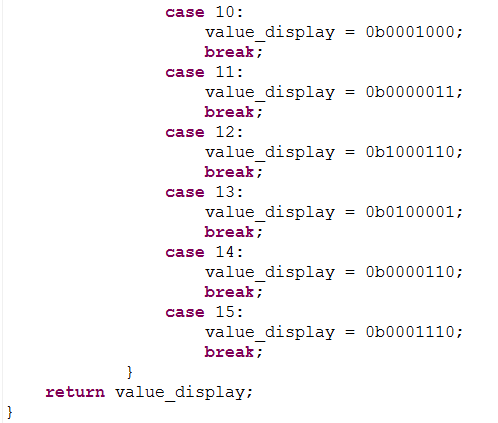 case 10:
value_display = 0b0001000;
break;
case 11:
value_display = 0b0000011;
break;
case 12:
value_display = 0b1000110;
break;
case 13:
value_display = 0b0100001;
break;
case 14:
value_display = 0b0000110;
break;
case 15:
value_display = 0b0001110;
break;
}
return value_display;
}